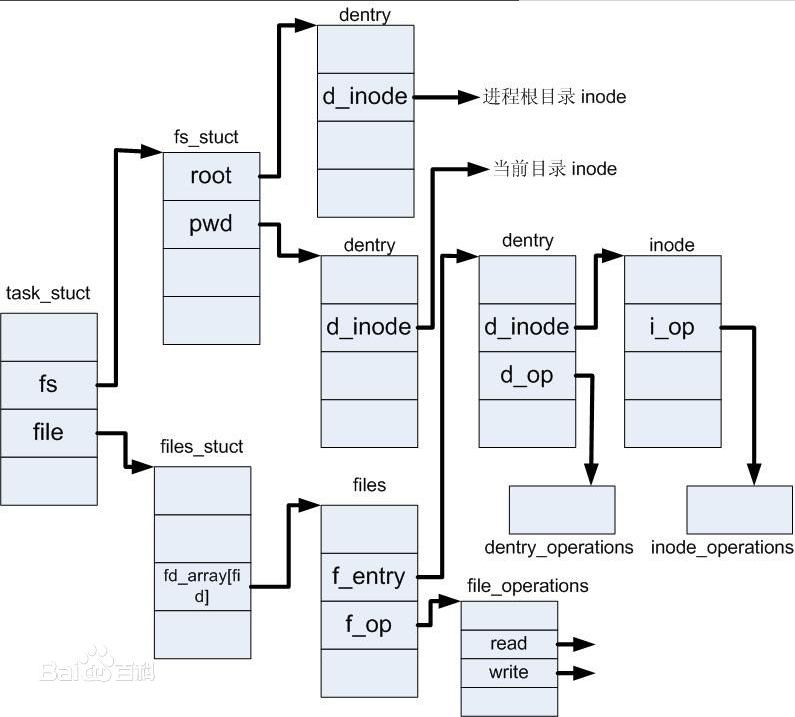 dentry
d_inode
进程根目录 inode
fs_stuct
root
pwd
当前目录 inode
dentry
d_inode
dentry
d_inode
d_op
inode
i_op
task_stuct
fs
file
files_stuct
fd_array[fi
d]
files
f_entry
f_op
dentry_operations
inode_operations
file_operations
read
write
Bai百科